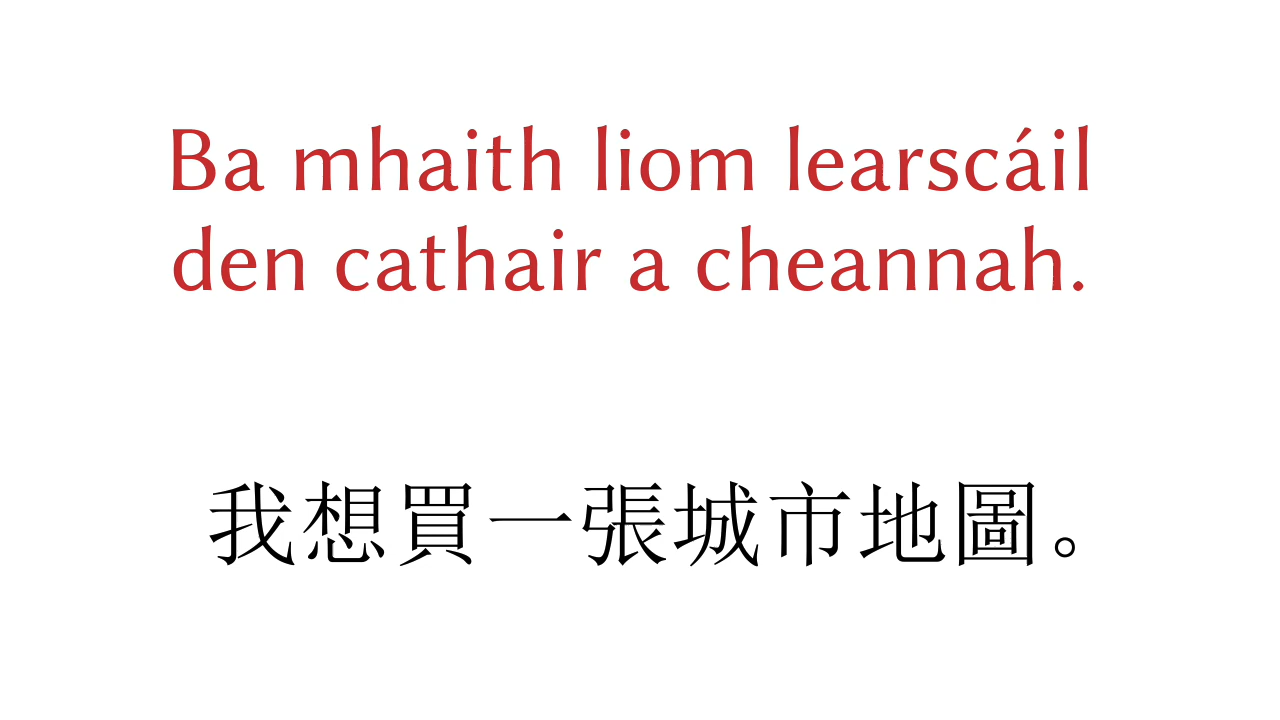 Ba mhaith liom learscáil
den cathair a cheannah.
我想買一張城市地圖。